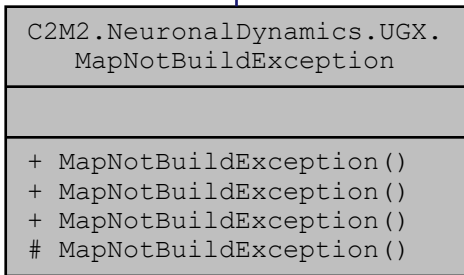 C2M2.NeuronalDynamics.UGX.
MapNotBuildException
+ MapNotBuildException()
+ MapNotBuildException()
+ MapNotBuildException()
# MapNotBuildException()